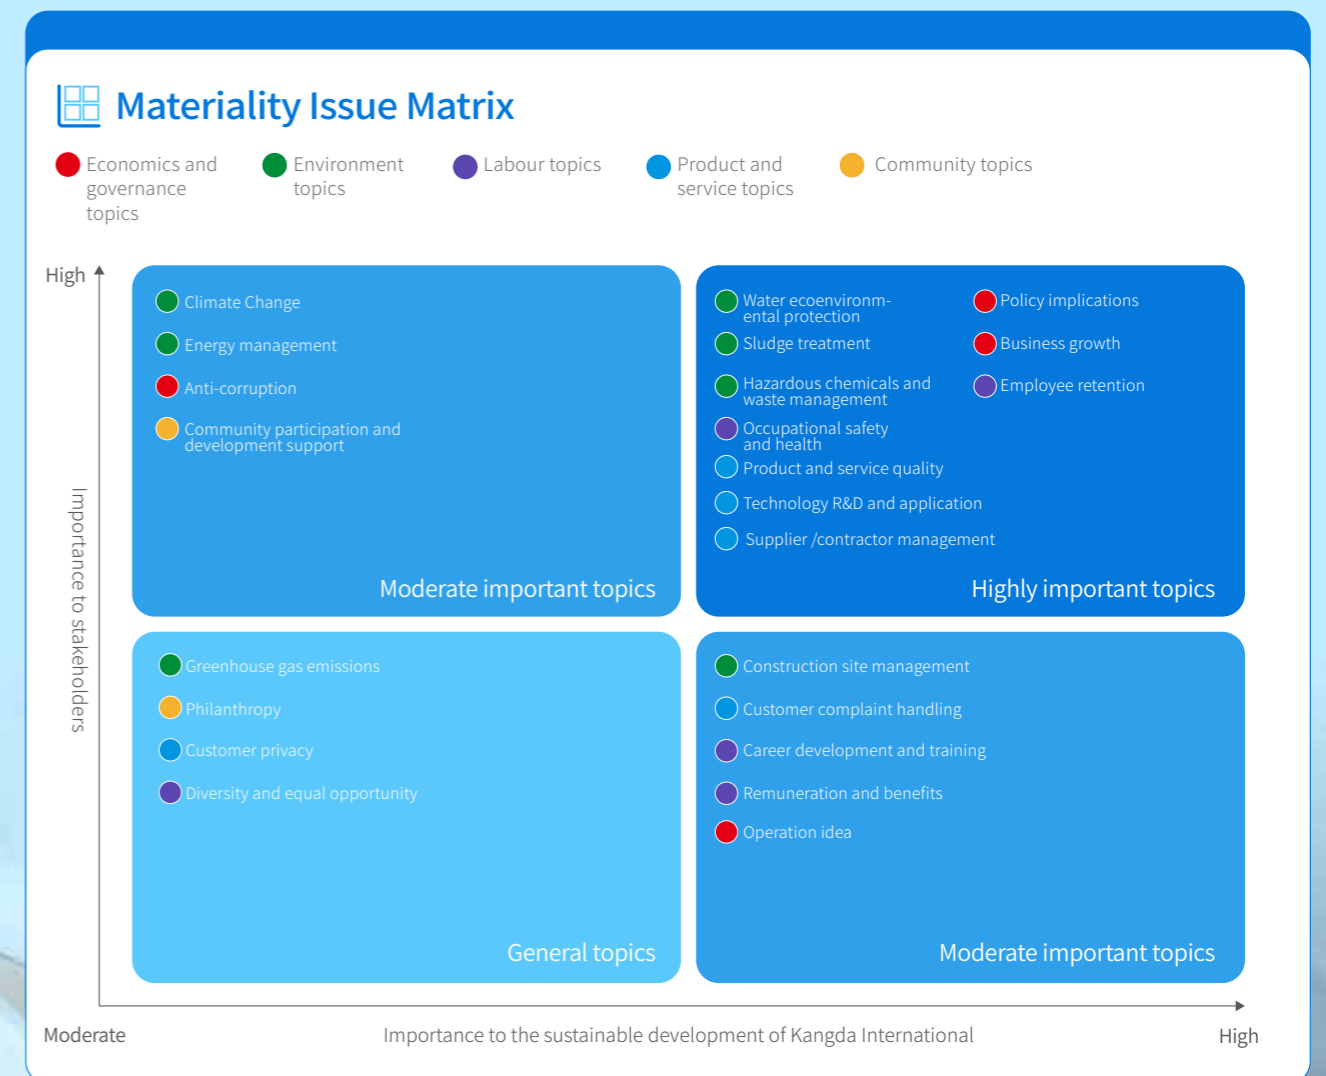 Materiality Issue Matrix
Economics and
governance
topics
Environment
topics
Labour topics
Product and
service topics
Community topics
High
Importance to stakeholders
Climate Change
Energy management
Anti-corruption
Community participation and
development support
Moderate important topics
Water ecoenvironm-
ental protection
Sludge treatment
Hazardous chemicals and
waste management
Occupational safety
and health
Product and service quality
Technology R&D and application
Supplier /contractor management
Policy implications
Business growth
Employee retention
Highly important topics
Greenhouse gas emissions
Philanthropy
Customer privacy
Diversity and equal opportunity
General topics
Construction site management
Customer complaint handling
Career development and training
Remuneration and benefits
Operation idea
Moderate important topics
Moderate
Importance to the sustainable development of Kangda International
High